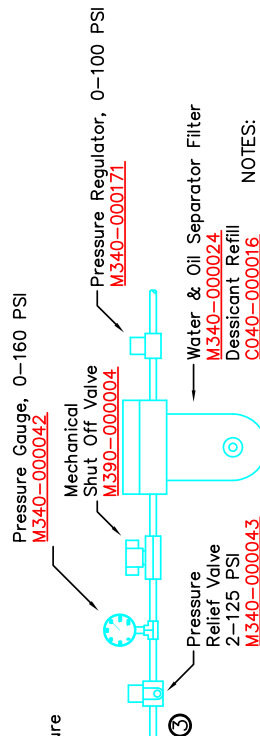 Pressure Gauge, 0-160 PSI
M340-000042
Pressure Regulator, 0-100 PSI
M340-000171
Mechanical
Shut Off Valve
M390-000004
ure
Pressure
Relief Valve
2-125 PSI
M340-000043
Water & Oil Separator Filter
M340-000024
Dessicant Refill
C040-000016
3
NOTES: